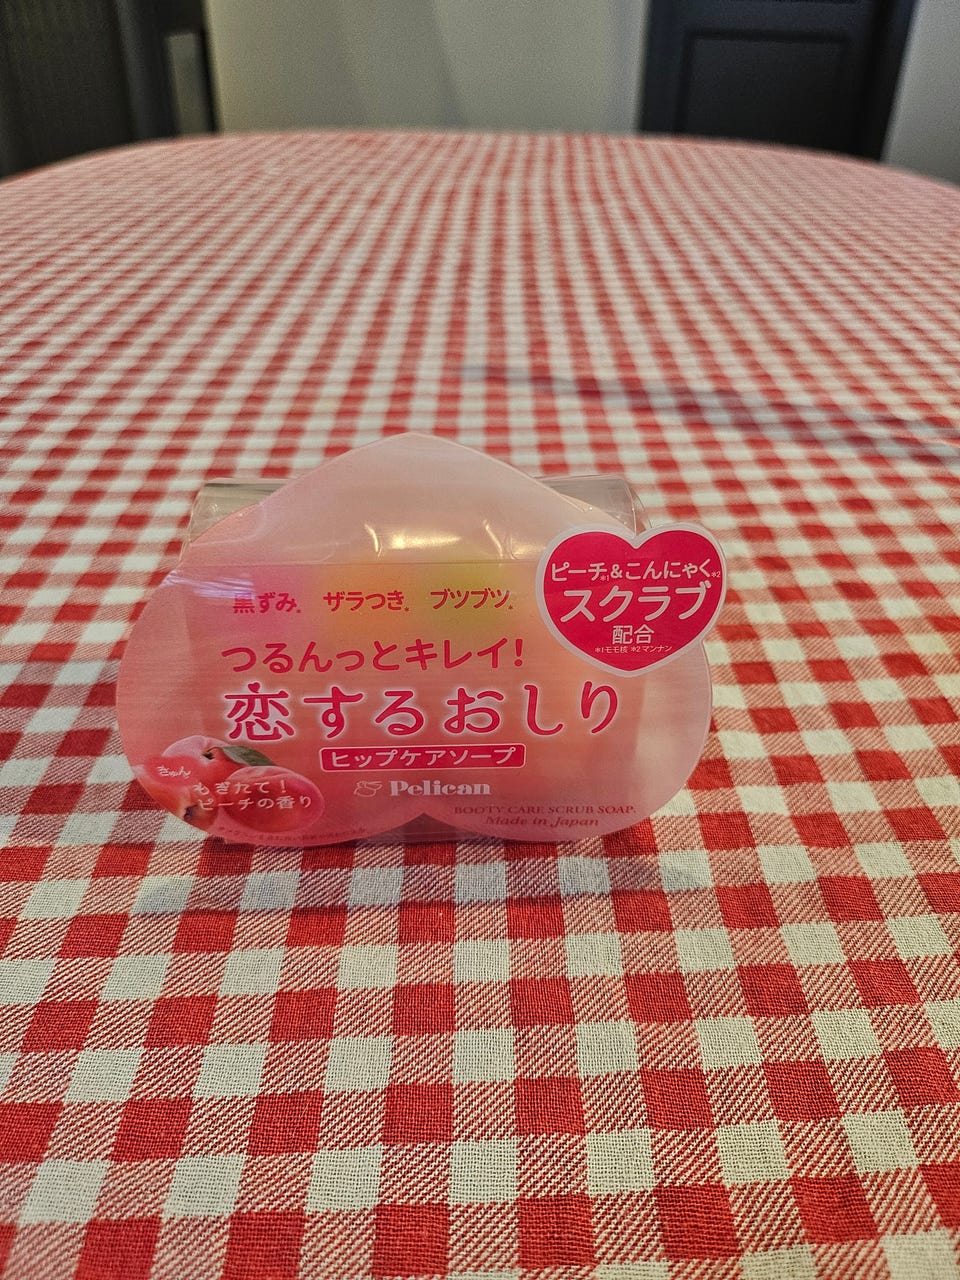 黒ずみ。 ザラつき。 ブツブツ。
つるんっとキレイ!
恋するおしり
ヒップケアソープ
Pelican
BOOTY CARE SCRUB SOAP.
Made in Japan
ピーチ*1&こんにゃく*2
スクラブ
配合
*1モモ核 *2マンナン
もぎたて!
ピーチの香り